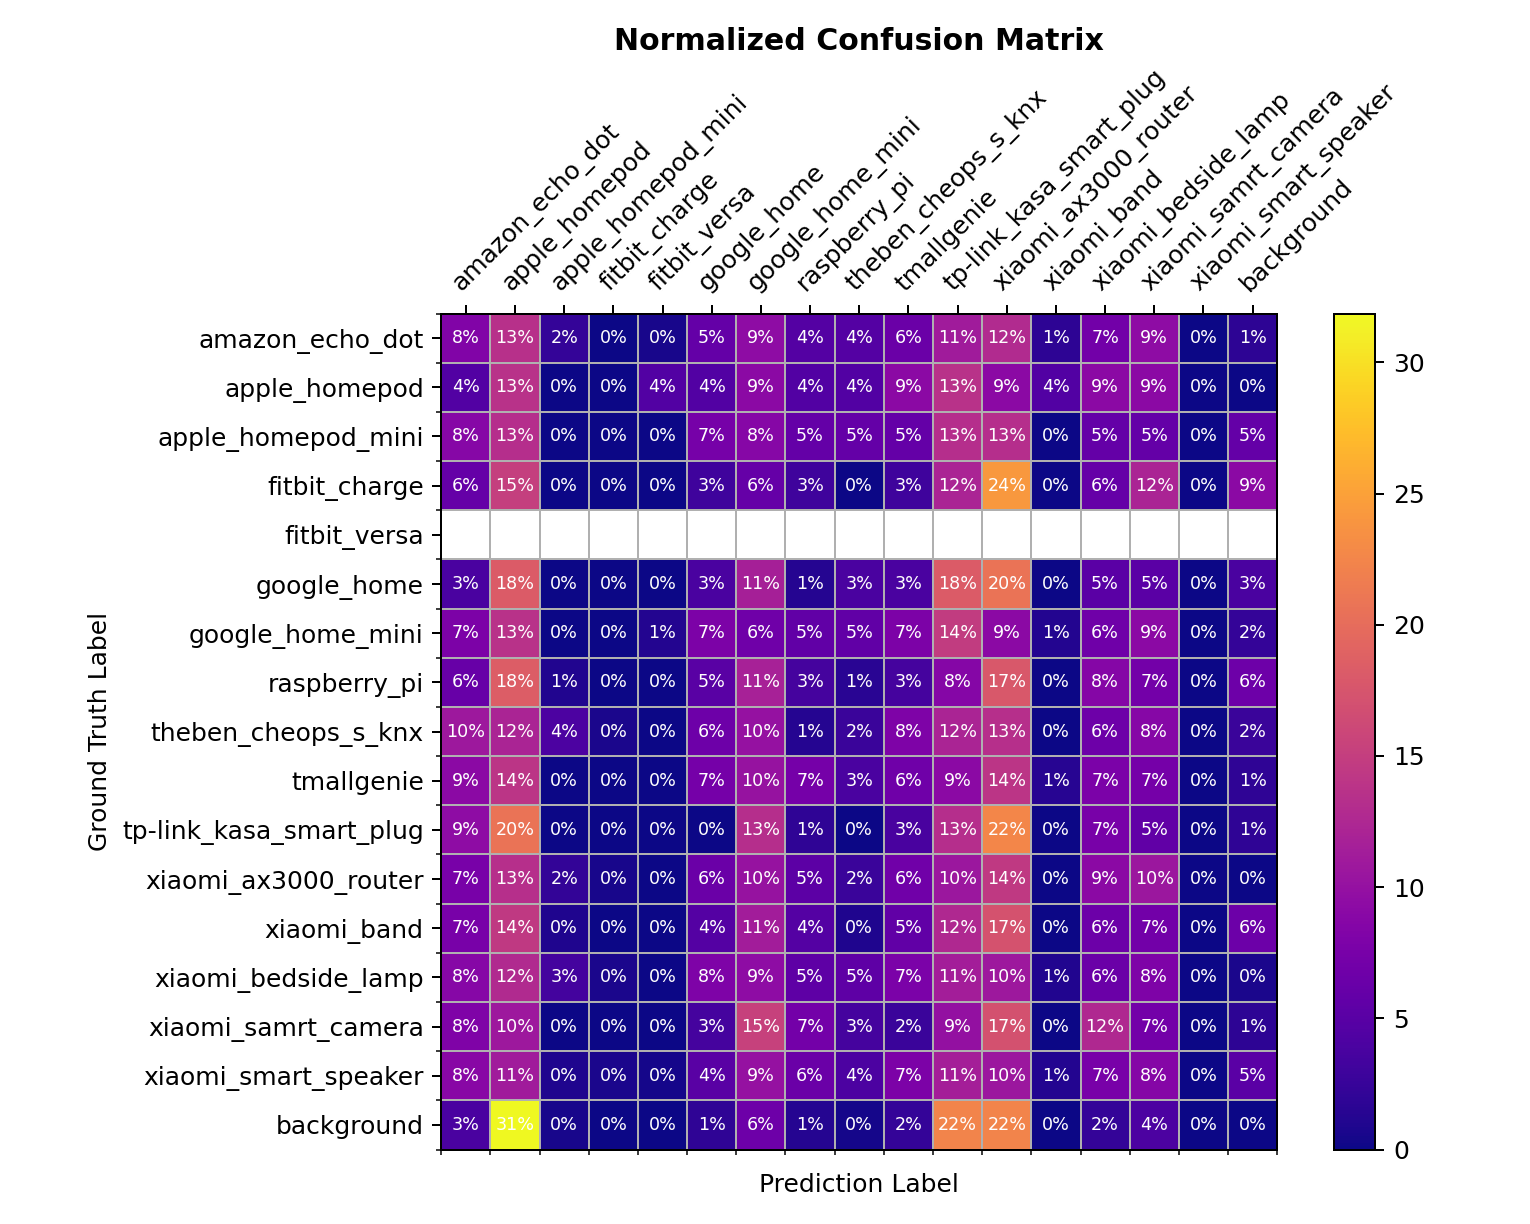 Normalized Confusion Matrix
amazon_echo_dot
apple_homepod
apple_homepod_mini
fitbit_charge
fitbit_versa
google_home
google_home_mini
raspberry_pi
theben_cheops_s_knx
tmallgenie
tp-link_kasa_smart_plug
xiaomi_ax3000_router
xiaomi_band
xiaomi_bedside_lamp
xiaomi_samrt_camera
xiaomi_smart_speaker
background
amazon_echo_dot 8% 13% 2% 0% 0% 5% 9% 4% 4% 6% 11% 12% 1% 7% 9% 0% 1%
apple_homepod 4% 13% 0% 0% 4% 4% 9% 4% 4% 9% 13% 9% 4% 9% 9% 0% 0%
apple_homepod_mini 8% 13% 0% 0% 0% 7% 8% 5% 5% 5% 13% 13% 0% 5% 5% 0% 5%
fitbit_charge 6% 15% 0% 0% 0% 3% 6% 3% 0% 3% 12% 24% 0% 6% 12% 0% 9%
fitbit_versa
google_home 3% 18% 0% 0% 0% 3% 11% 1% 3% 3% 18% 20% 0% 5% 5% 0% 3%
google_home_mini 7% 13% 0% 0% 1% 7% 6% 5% 5% 7% 14% 9% 1% 6% 9% 0% 2%
raspberry_pi 6% 18% 1% 0% 0% 5% 11% 3% 1% 3% 8% 17% 0% 8% 7% 0% 6%
theben_cheops_s_knx 10% 12% 4% 0% 0% 6% 10% 1% 2% 8% 12% 13% 0% 6% 8% 0% 2%
tmallgenie 9% 14% 0% 0% 0% 7% 10% 7% 3% 6% 9% 14% 1% 7% 7% 0% 1%
tp-link_kasa_smart_plug 9% 20% 0% 0% 0% 0% 13% 1% 0% 3% 13% 22% 0% 7% 5% 0% 1%
xiaomi_ax3000_router 7% 13% 2% 0% 0% 6% 10% 5% 2% 6% 10% 14% 0% 9% 10% 0% 0%
xiaomi_band 7% 14% 0% 0% 0% 4% 11% 4% 0% 5% 12% 17% 0% 6% 7% 0% 6%
xiaomi_bedside_lamp 8% 12% 3% 0% 0% 8% 9% 5% 5% 7% 11% 10% 1% 6% 8% 0% 0%
xiaomi_samrt_camera 8% 10% 0% 0% 0% 3% 15% 7% 3% 2% 9% 17% 0% 12% 7% 0% 1%
xiaomi_smart_speaker 8% 11% 0% 0% 0% 4% 9% 6% 4% 7% 11% 10% 1% 7% 8% 0% 5%
background 3% 31% 0% 0% 0% 1% 6% 1% 0% 2% 22% 22% 0% 2% 4% 0% 0%
Ground Truth Label
Prediction Label
30
25
20
15
10
5
0